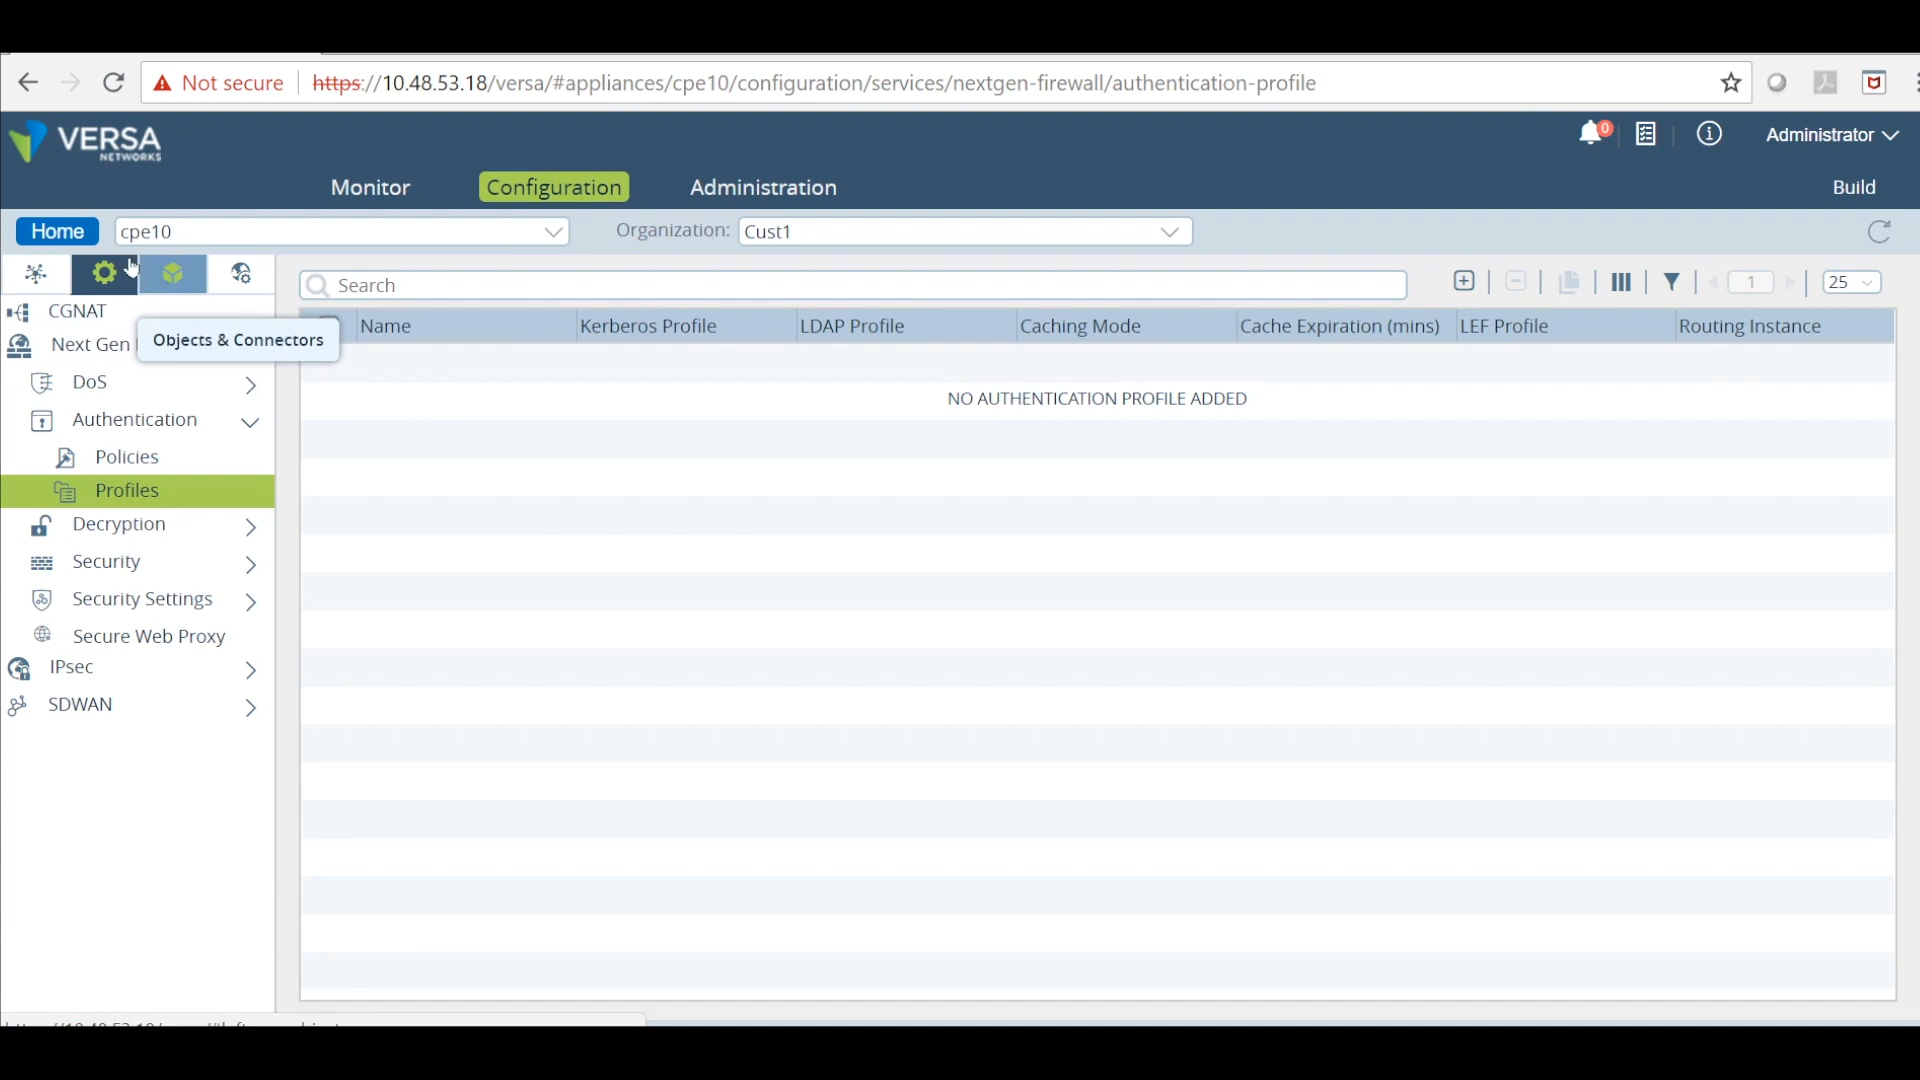 Not secure
https://10.48.53.18/versa/#appliances/cpe10/configuration/services/nextgen-firewall/authentication-profile
VERSA
NETWORKS
0
Administrator
Monitor
Configuration
Administration
Build
Home
cpe10
Organization:
Cust1
Search
1
25
CGNAT
Next Gen
Objects & Connectors
DoS
Authentication
Policies
Profiles
Decryption
Security
Security Settings
Secure Web Proxy
IPsec
SDWAN
Name
Kerberos Profile
LDAP Profile
Caching Mode
Cache Expiration (mins)
LEF Profile
Routing Instance
NO AUTHENTICATION PROFILE ADDED